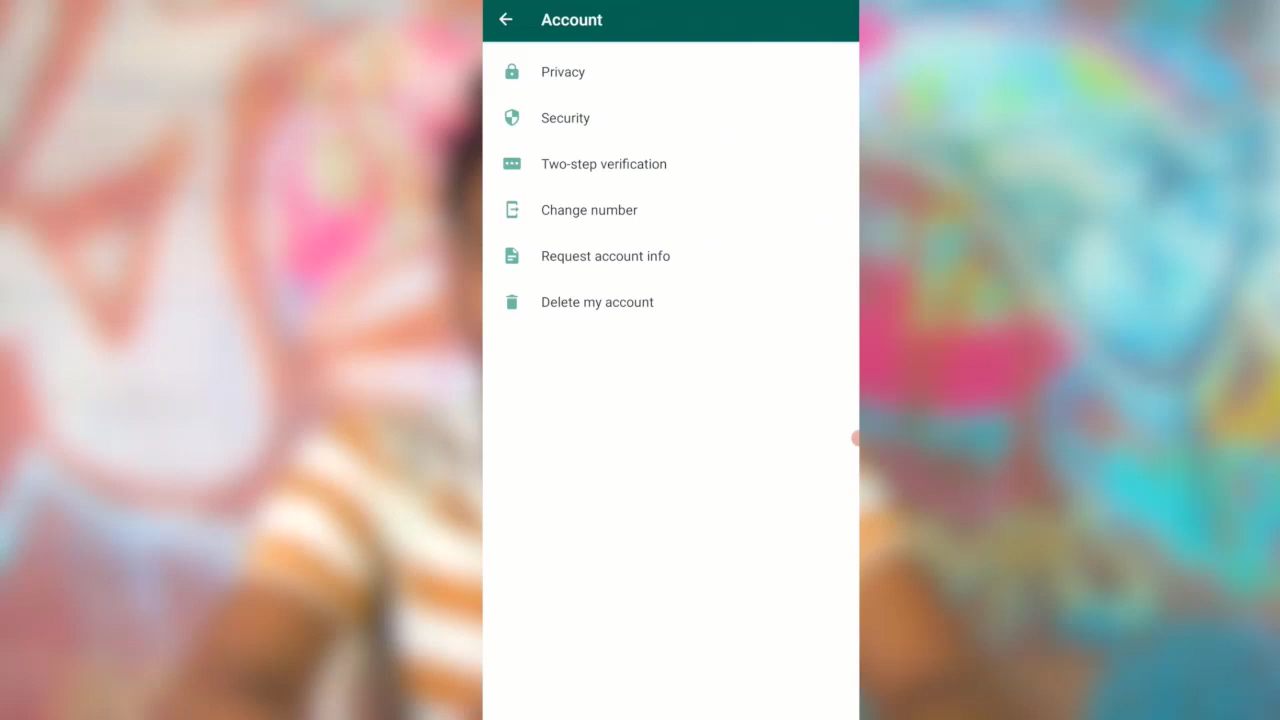 Account
Privacy
Security
Two-step verification
Change number
Request account info
Delete my account